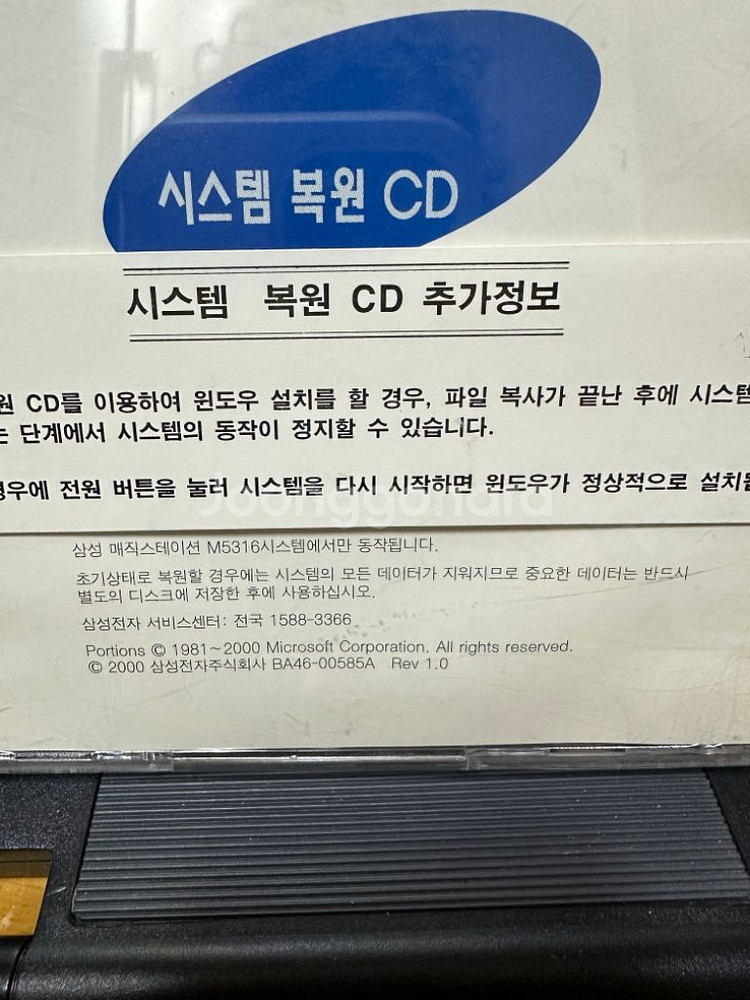 시스템 복원 CD
시스템 복원 CD 추가정보
원 CD를 이용하여 윈도우 설치를 할 경우, 파일 복사가 끝난 후에 시스템
는 단계에서 시스템의 동작이 정지할 수 있습니다.
경우에 전원 버튼을 눌러 시스템을 다시 시작하면 윈도우가 정상적으로 설치됩
Joonggonara
삼성 매직스테이션 M5316시스템에서만 동작됩니다.
초기상태로 복원할 경우에는 시스템의 모든 데이터가 지워지므로 중요한 데이터는 반드시
별도의 디스크에 저장한 후에 사용하십시오.
삼성전자 서비스센터: 전국 1588-3366
Portions © 1981~2000 Microsoft Corporation. All rights reserved.
© 2000 삼성전자주식회사 BA46-00585A Rev 1.0